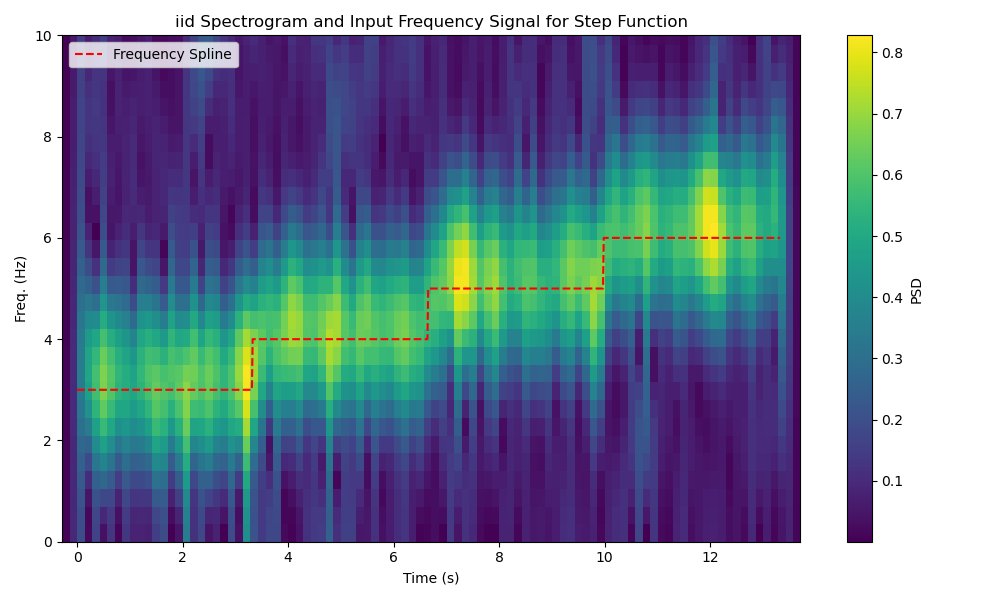 iid Spectrogram and Input Frequency Signal for Step Function
Frequency Spline
10
8
6
4
2
0
Freq. (Hz)
0 2 4 6 8 10 12
Time (s)
0.8
0.7
0.6
0.5
0.4
0.3
0.2
0.1
PSD